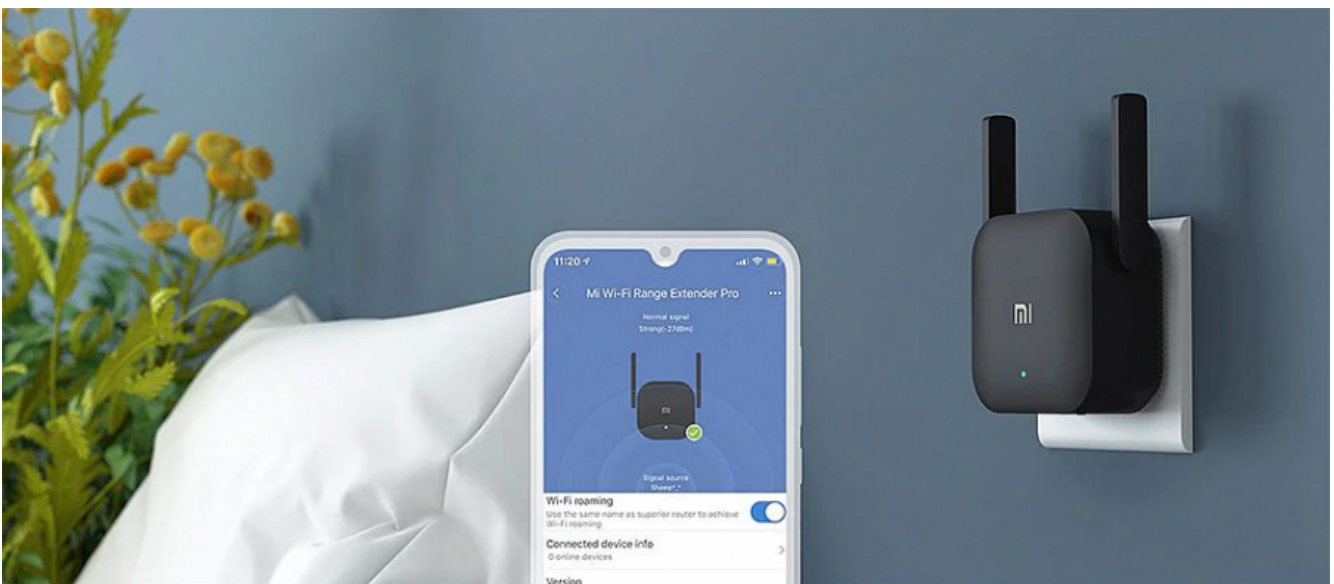 11:20
Mi Wi-Fi Range Extender Pro
Normal signal
Strong(-27dBm)
MI
MI
Signal source
Sheep^_^
Wi-Fi roaming
Use the same name as superior router to achieve
Wi-Fi roaming
Connected device info
0 online devices
Version